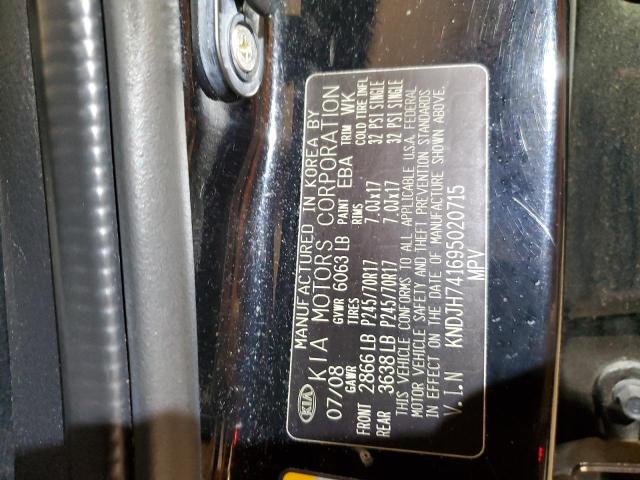 KIA
MANUFACTURED IN KOREA BY
KIA MOTORS CORPORATION
07/08 GVWR 6063 LB PAINT EBA TRIM WK
GAWR TIRES RIMS COLD TIRE INFL
FRONT 2866 LB P245/70R17 7.0Jx17 32 PSI SINGLE
REAR 3638 LB P245/70R17 7.0Jx17 32 PSI SINGLE
THIS VEHICLE CONFORMS TO ALL APPLICABLE U.S.A. FEDERAL
MOTOR VEHICLE SAFETY AND THEFT PREVENTION STANDARDS
IN EFFECT ON THE DATE OF MANUFACTURE SHOWN ABOVE.
V.I.N KNDJH741695020715
MPV